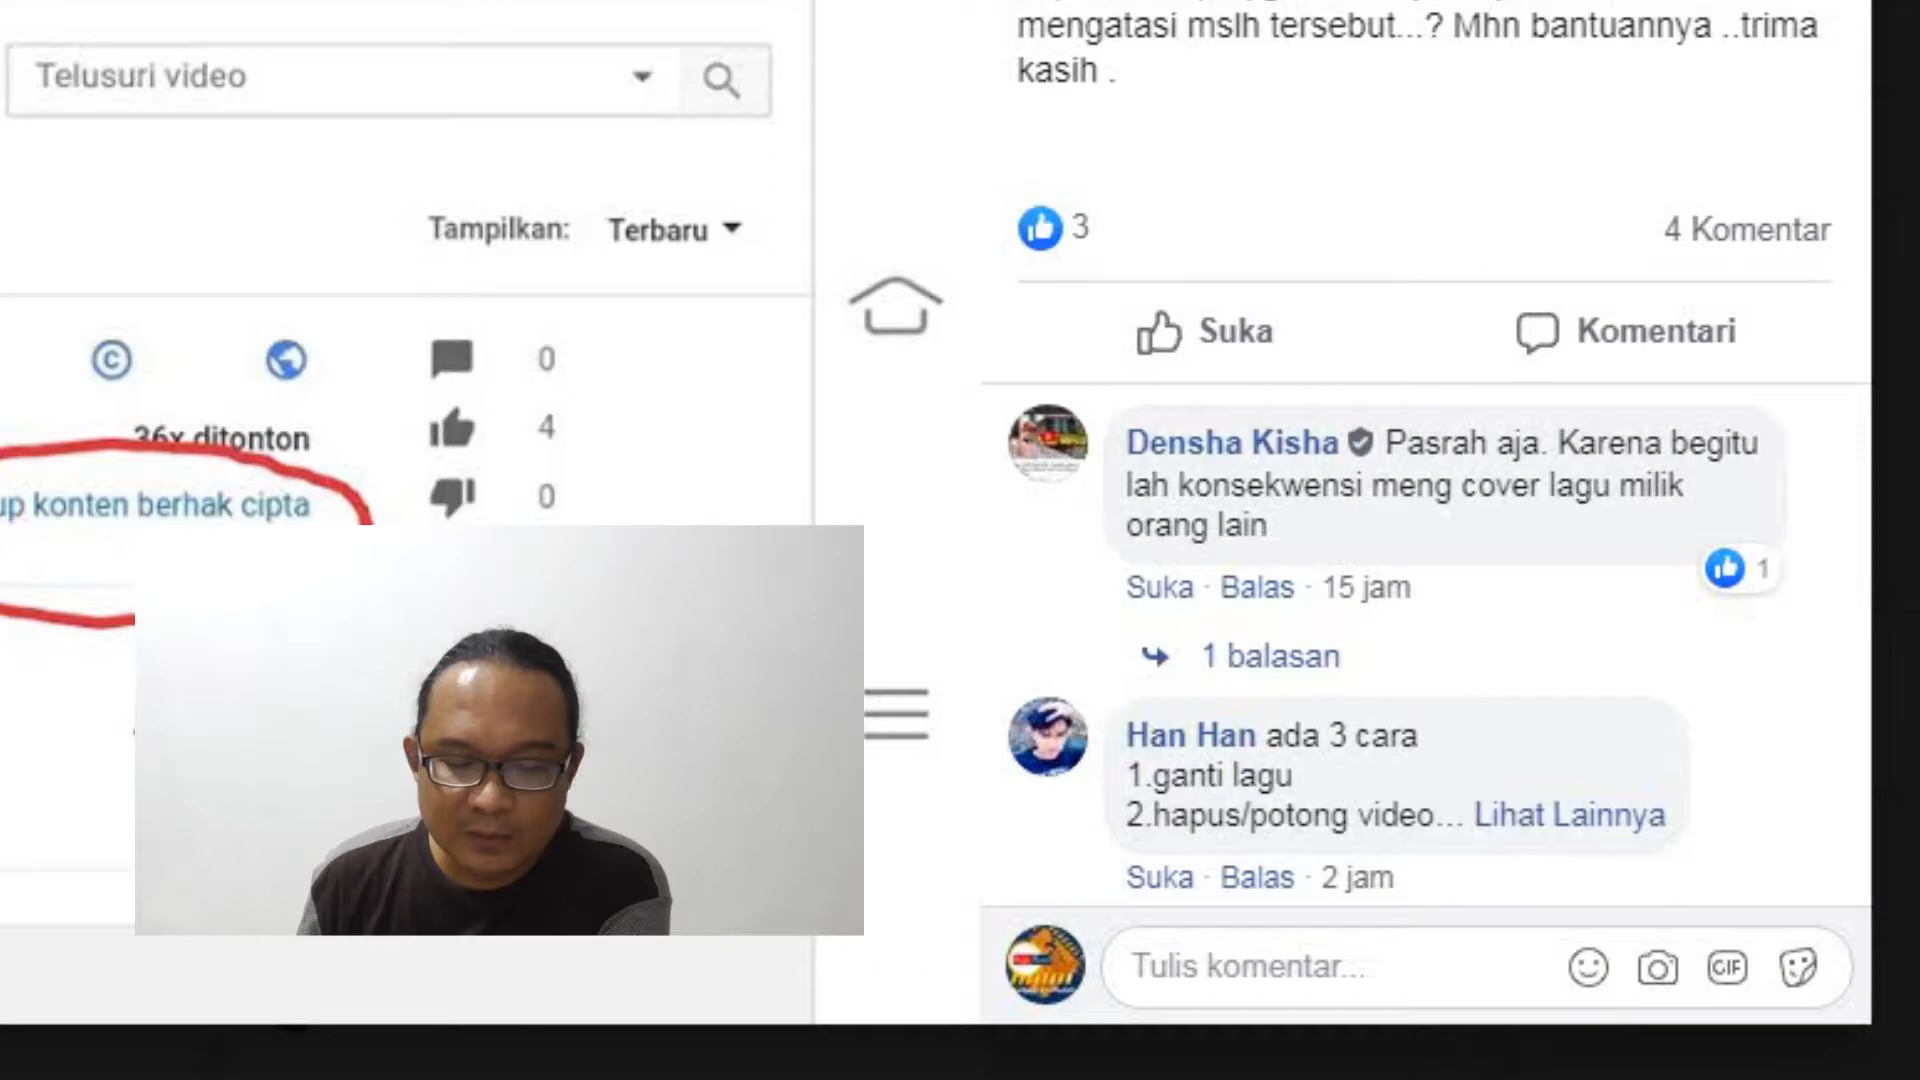 Telusuri video
Tampilkan: Terbaru
0
36x ditonton
4
konten berhak cipta
0
mengatasi mslh tersebut...? Mhn bantuannya ..trima
kasih .
3
4 Komentar
Suka
Komentari
Densha Kisha Pasrah aja. Karena begitu
lah konsekwensi meng cover lagu milik
orang lain
1
Suka · Balas · 15 jam
1 balasan
Han Han ada 3 cara
1.ganti lagu
2.hapus/potong video... Lihat Lainnya
Suka · Balas · 2 jam
Tulis komentar...
GIF